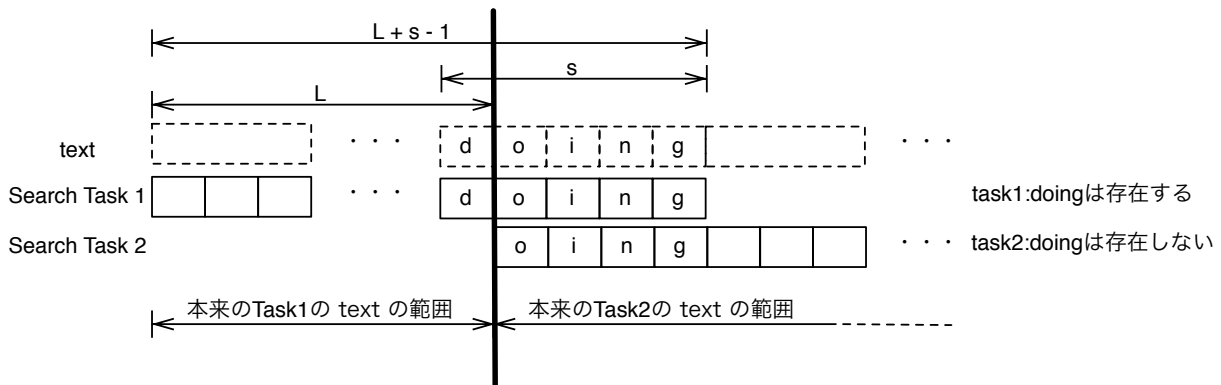 L + s - 1
s
L
text ・・・ d o i n g ・・・
Search Task 1 ・・・ d o i n g task1:doingは存在する
Search Task 2 o i n g ・・・ task2:doingは存在しない
本来のTask1の text の範囲 本来のTask2の text の範囲